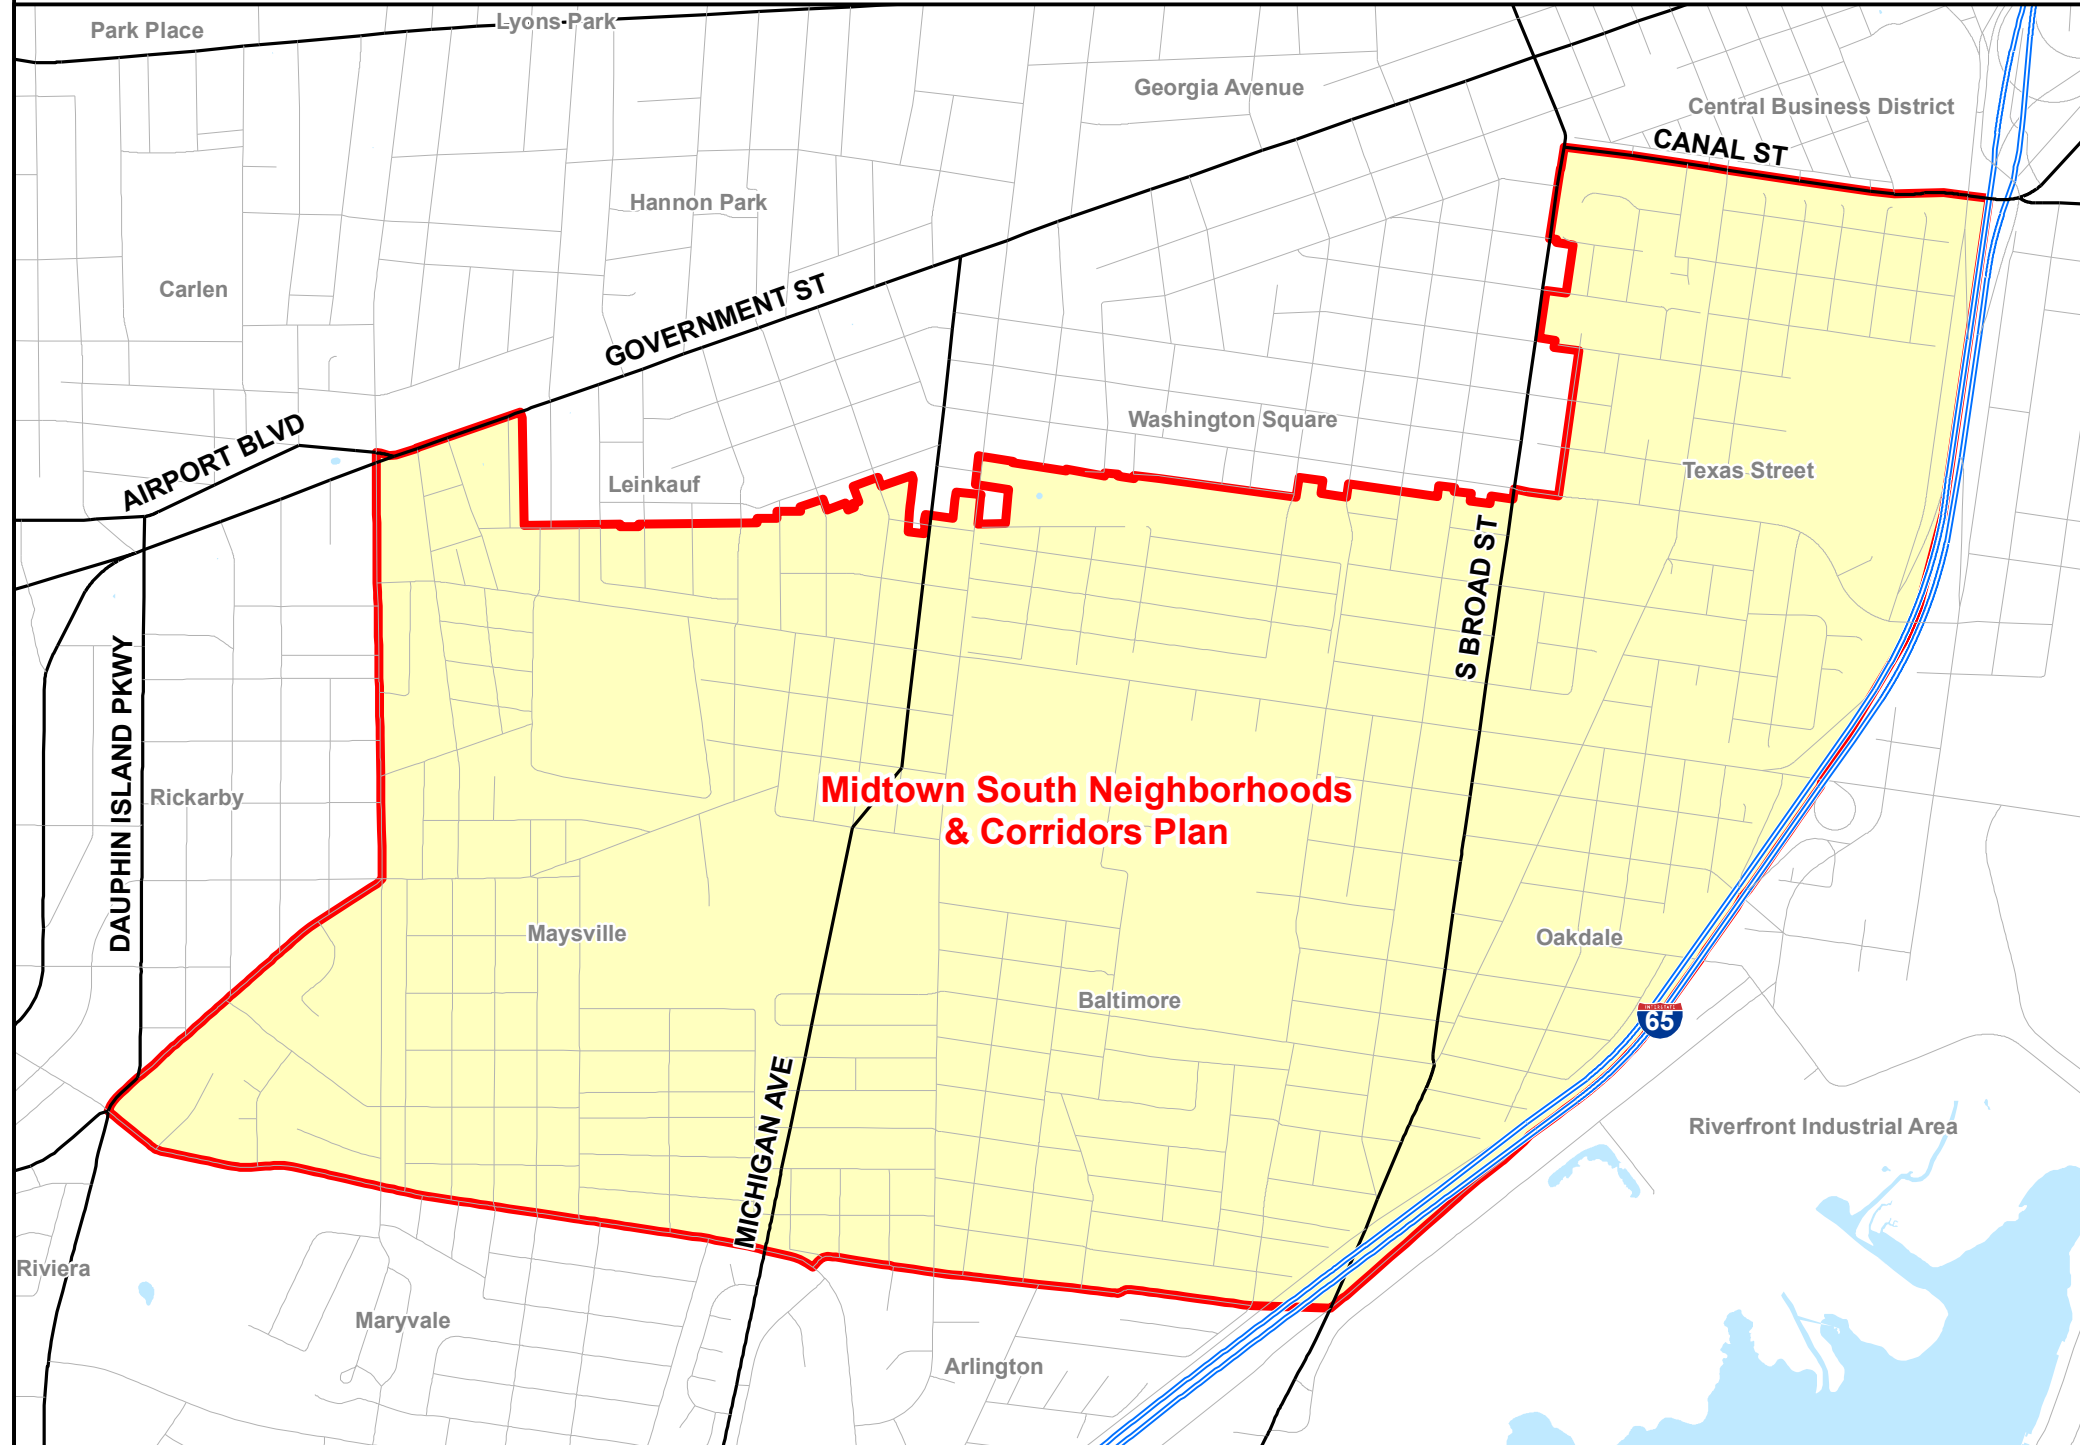 Park Place
Lyons Park
Georgia Avenue
Central Business District
CANAL ST
Hannon Park
Carlen
GOVERNMENT ST
Washington Square
AIRPORT BLVD
Leinkauf
Texas Street
S BROAD ST
DAUPHIN ISLAND PKWY
Rickarby
Midtown South Neighborhoods
& Corridors Plan
Maysville
Oakdale
Baltimore
INTERSTATE
65
MICHIGAN AVE
Riverfront Industrial Area
Riviera
Maryvale
Arlington